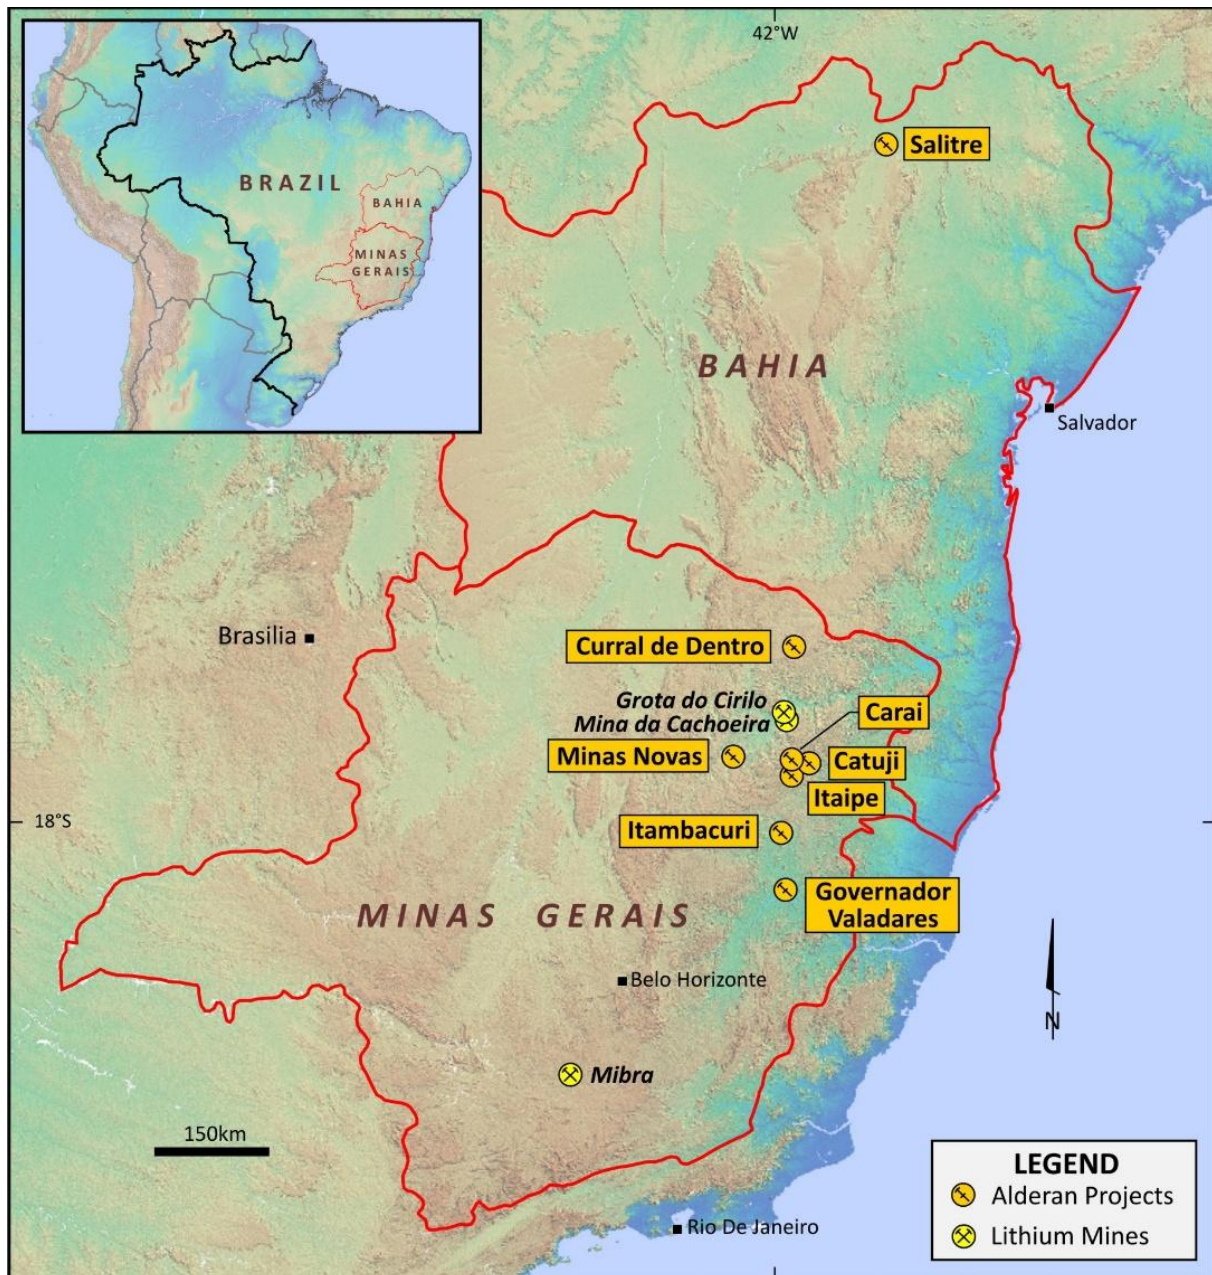 42°W
BRAZIL
BAHIA
MINAS
GERAIS
Salitre
BAHIA
Salvador
Brasilia
Curral de Dentro
Grota do Cirilo
Mina da Cachoeira
Carai
Minas Novas
Catuji
Itaipe
18°S
Itambacuri
Governador
Valadares
MINAS GERAIS
Belo Horizonte
N
Mibra
150km
LEGEND
Alderan Projects
Lithium Mines
Rio De Janeiro